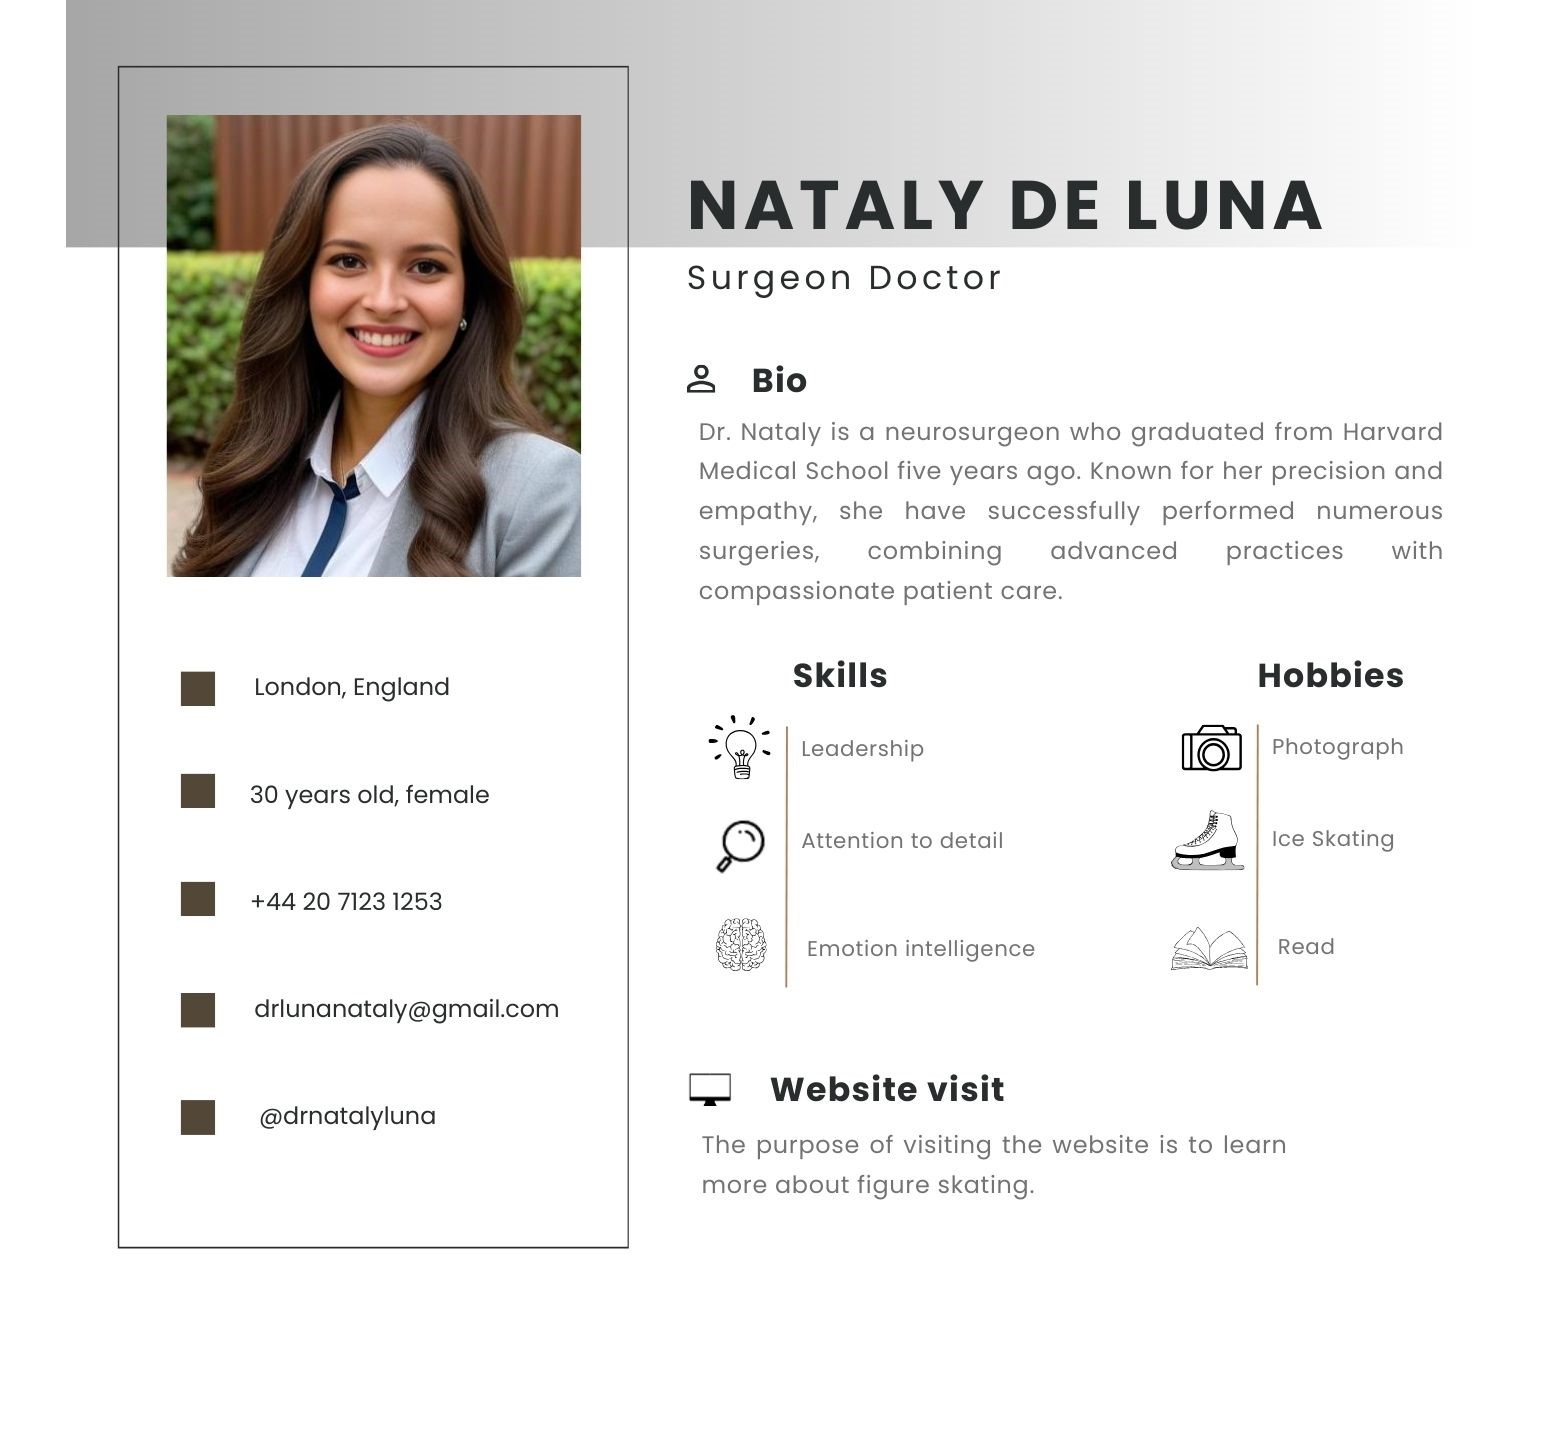 NATALY DE LUNA
Surgeon Doctor
Bio
Dr. Nataly is a neurosurgeon who graduated from Harvard
Medical School five years ago. Known for her precision and
empathy, she have successfully performed numerous
surgeries, combining advanced practices with
compassionate patient care.
London, England
30 years old, female
+44 20 7123 1253
drlunanataly@gmail.com
@drnatalyluna
Skills
Leadership
Attention to detail
Emotion intelligence
Hobbies
Photograph
Ice Skating
Read
Website visit
The purpose of visiting the website is to learn
more about figure skating.